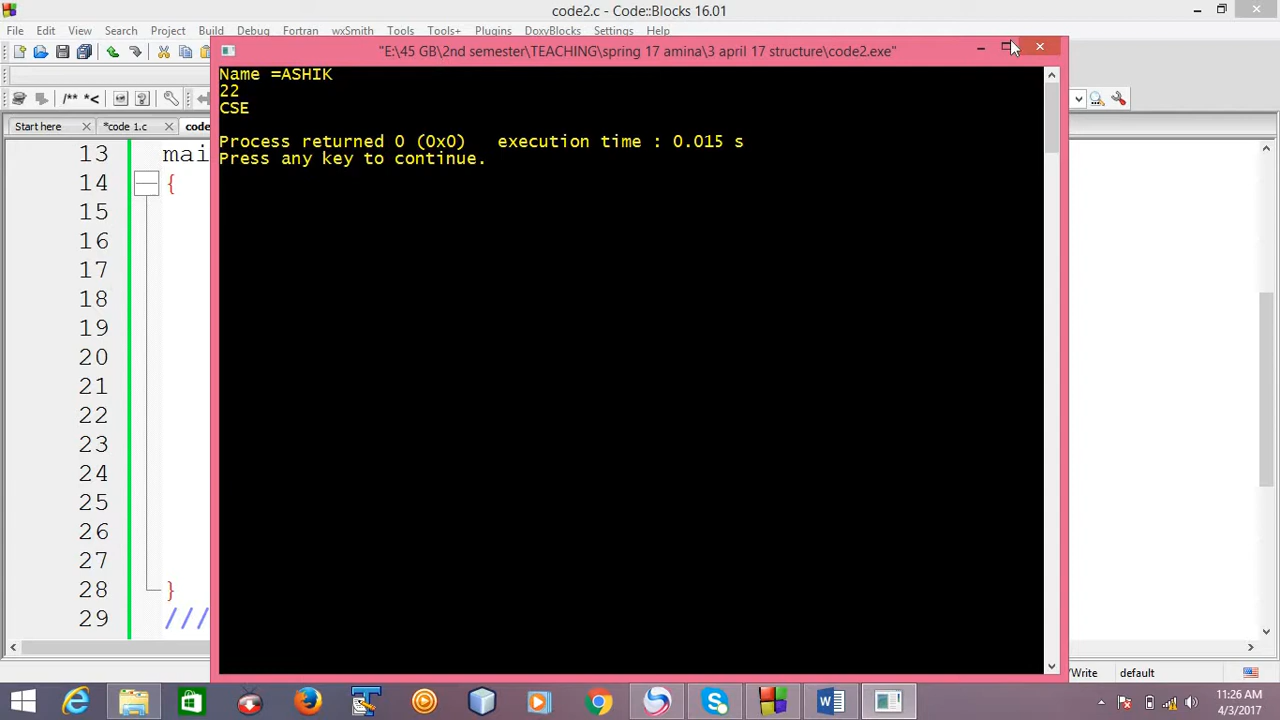 code2.c - Code::Blocks 16.01
File Edit View Search Project Build Debug Fortran wxSmith Tools Tools+ Plugins DoxyBlocks Settings Help
"E:\45 GB\2nd semester\TEACHING\spring 17 amina\3 april 17 structure\code2.exe"
/** *<
Start here *code 1.c code
Name =ASHIK
22
CSE
Process returned 0 (0x0) execution time : 0.015 s
Press any key to continue.
13 mai
14 {
15
16
17
18
19
20
21
22
23
24
25
26
27
28 }
29 ///
/Write default
11:26 AM
4/3/2017